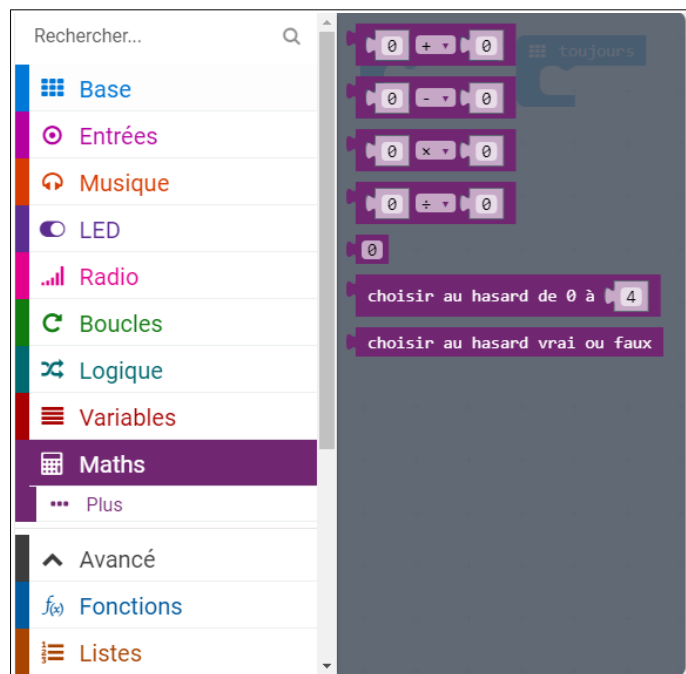 Rechercher...
Base
Entrées
Musique
LED
Radio
Boucles
Logique
Variables
Maths
Plus
Avancé
f(x) Fonctions
Listes
0 + 0
toujours
0 - 0
0 × 0
0 ÷ 0
0
choisir au hasard de 0 à 4
choisir au hasard vrai ou faux